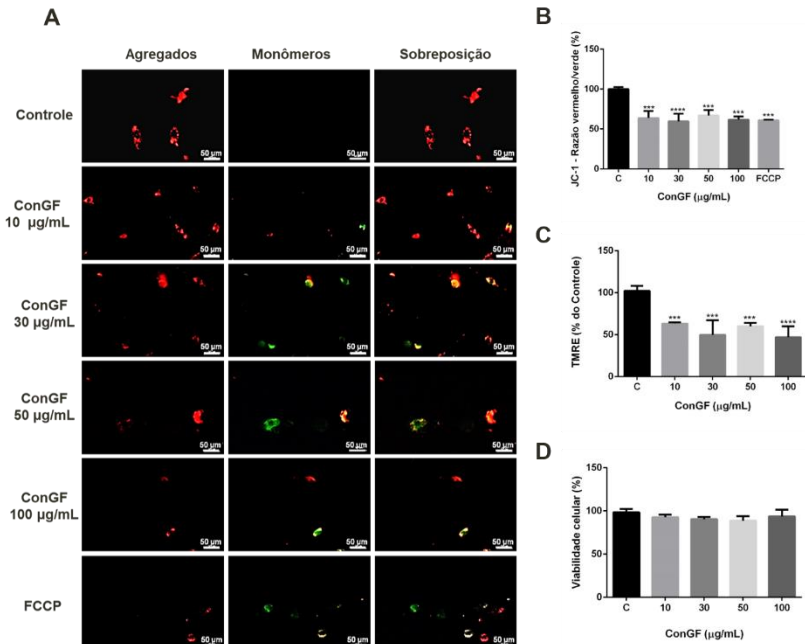 A
Agregados Monômeros Sobreposição
Controle
50 µm 50 µm 50 µm
ConGF
10 µg/mL
50 µm 50 µm 50 µm
ConGF
30 µg/mL
50 µm 50 µm 50 µm
ConGF
50 µg/mL
50 µm 50 µm 50 µm
ConGF
100 µg/mL
50 µm 50 µm 50 µm
FCCP
50 µm 50 µm 50 µm
B
JC-1 - Razão vermelho/verde (%)
150
100
50
0
*** **** *** *** ***
C 10 30 50 100 FCCP
ConGF (µg/mL)
C
TMRE (% do Controle)
150
100
50
0
*** *** *** ****
C 10 30 50 100
ConGF (µg/mL)
D
Viabilidade celular (%)
150
100
50
0
C 10 30 50 100
ConGF (µg/mL)